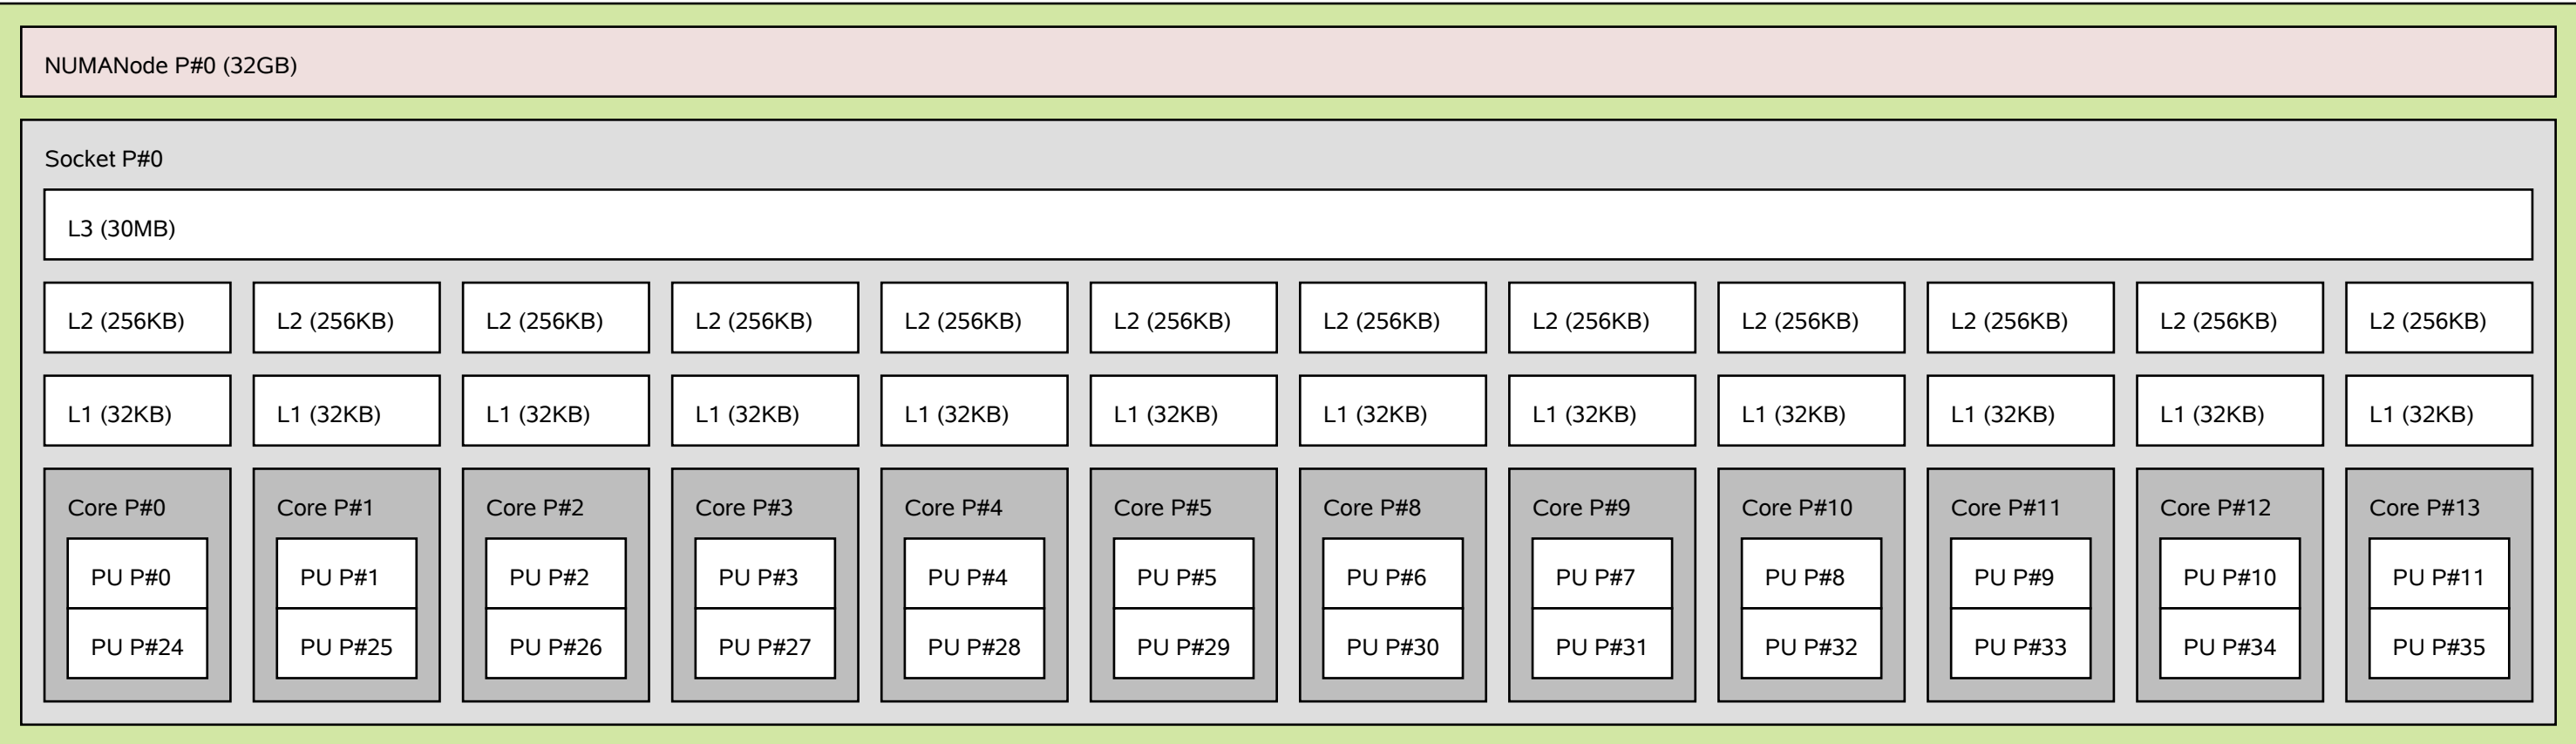 NUMANode P#0 (32GB)
Socket P#0
L3 (30MB)
L2 (256KB) L2 (256KB) L2 (256KB) L2 (256KB) L2 (256KB) L2 (256KB) L2 (256KB) L2 (256KB) L2 (256KB) L2 (256KB) L2 (256KB) L2 (256KB)
L1 (32KB) L1 (32KB) L1 (32KB) L1 (32KB) L1 (32KB) L1 (32KB) L1 (32KB) L1 (32KB) L1 (32KB) L1 (32KB) L1 (32KB) L1 (32KB)
Core P#0 Core P#1 Core P#2 Core P#3 Core P#4 Core P#5 Core P#8 Core P#9 Core P#10 Core P#11 Core P#12 Core P#13
PU P#0 PU P#1 PU P#2 PU P#3 PU P#4 PU P#5 PU P#6 PU P#7 PU P#8 PU P#9 PU P#10 PU P#11
PU P#24 PU P#25 PU P#26 PU P#27 PU P#28 PU P#29 PU P#30 PU P#31 PU P#32 PU P#33 PU P#34 PU P#35